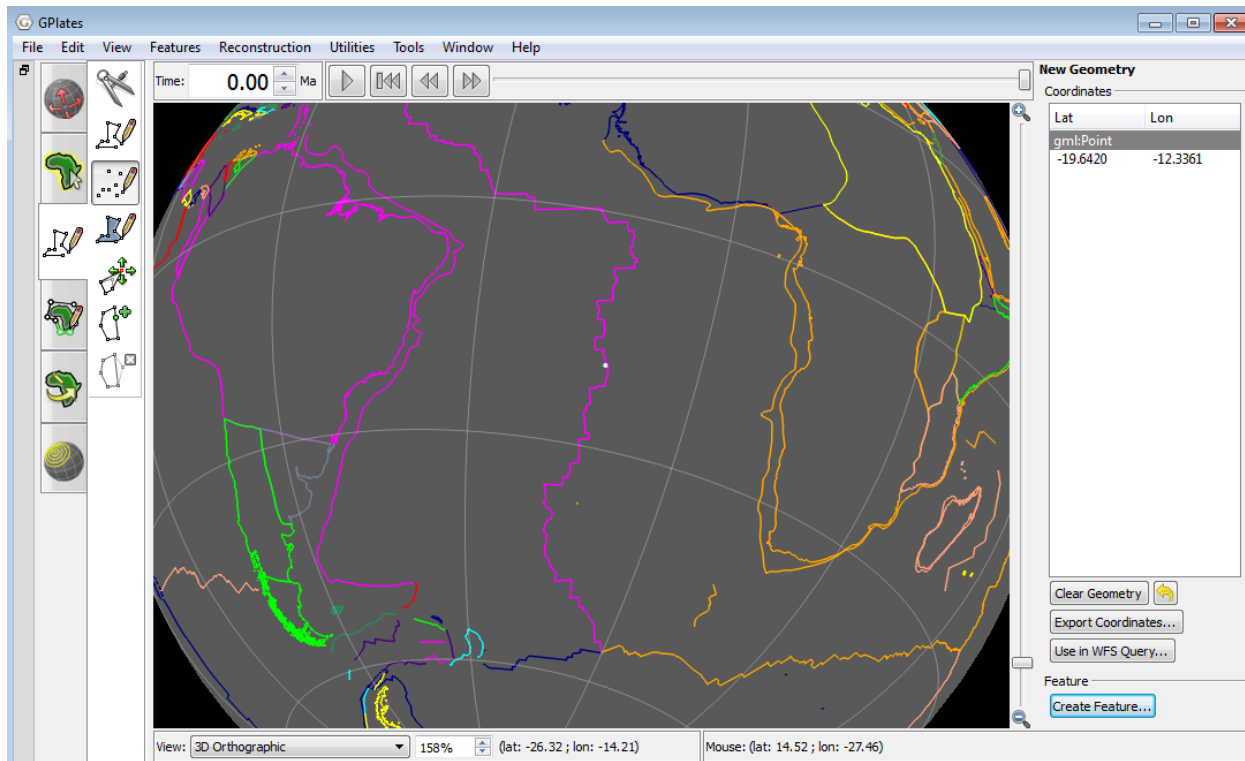 GPlates
File Edit View Features Reconstruction Utilities Tools Window Help
Time: 0.00 Ma
New Geometry
Coordinates
Lat Lon
gml:Point
-19.6420 -12.3361
Clear Geometry
Export Coordinates...
Use in WFS Query...
Feature
Create Feature...
View: 3D Orthographic 158% (lat: -26.32 ; lon: -14.21) Mouse: (lat: 14.52 ; lon: -27.46)